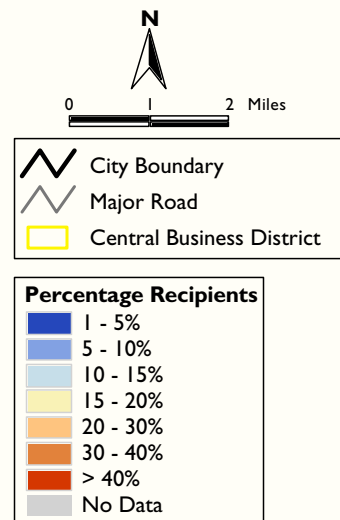 N
0 1 2 Miles
City Boundary
Major Road
Central Business District
Percentage Recipients
1 - 5%
5 - 10%
10 - 15%
15 - 20%
20 - 30%
30 - 40%
> 40%
No Data